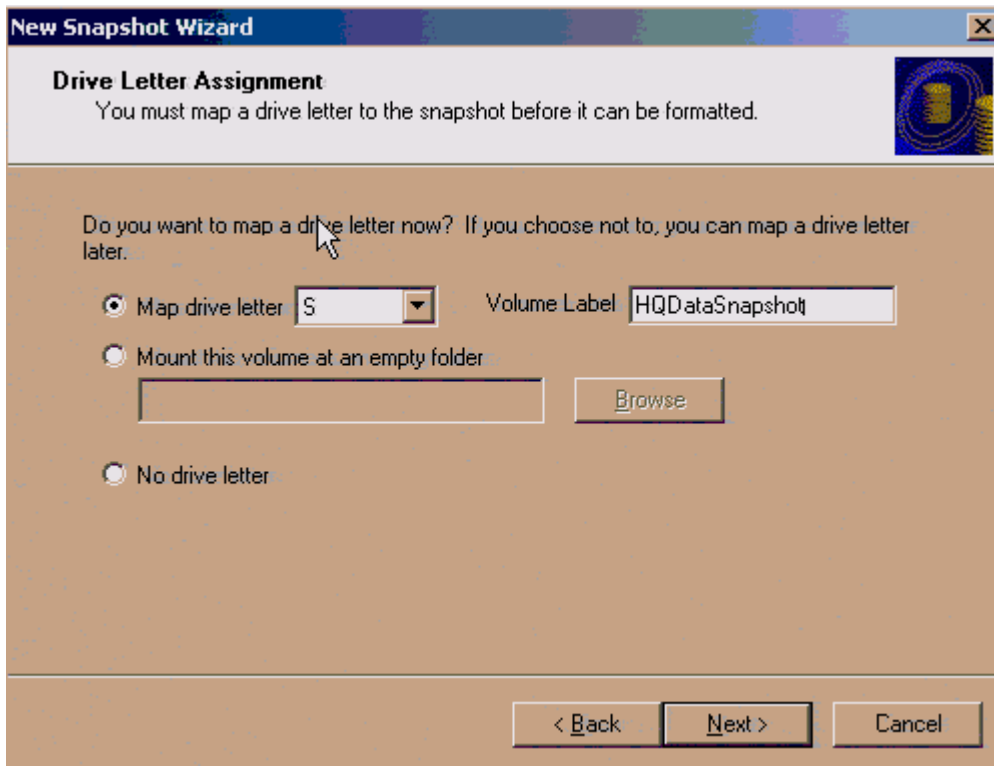 New Snapshot Wizard
Drive Letter Assignment
You must map a drive letter to the snapshot before it can be formatted.
Do you want to map a drive letter now? If you choose not to, you can map a drive letter
later.
Map drive letter S Volume Label HQDataSnapshot
Mount this volume at an empty folder
Browse
No drive letter
< Back Next > Cancel